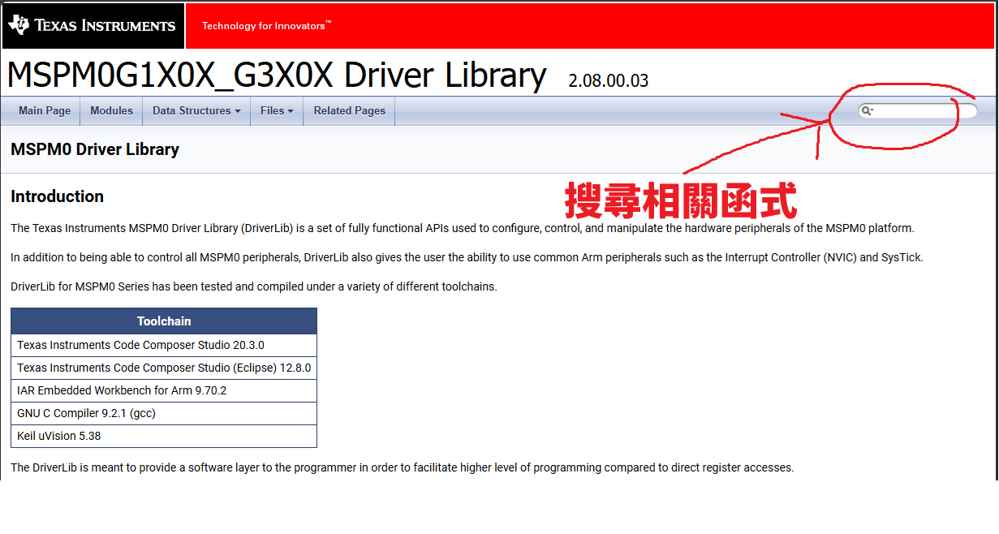 TEXAS INSTRUMENTS
Technology for Innovators™
MSPM0G1X0X_G3X0X Driver Library 2.08.00.03
Main Page Modules Data Structures Files Related Pages
MSPM0 Driver Library
搜尋相關函式
Introduction
The Texas Instruments MSPM0 Driver Library (DriverLib) is a set of fully functional APIs used to configure, control, and manipulate the hardware peripherals of the MSPM0 platform.
In addition to being able to control all MSPM0 peripherals, DriverLib also gives the user the ability to use common Arm peripherals such as the Interrupt Controller (NVIC) and SysTick.
DriverLib for MSPM0 Series has been tested and compiled under a variety of different toolchains.
Toolchain
Texas Instruments Code Composer Studio 20.3.0
Texas Instruments Code Composer Studio (Eclipse) 12.8.0
IAR Embedded Workbench for Arm 9.70.2
GNU C Compiler 9.2.1 (gcc)
Keil uVision 5.38
The DriverLib is meant to provide a software layer to the programmer in order to facilitate higher level of programming compared to direct register accesses.